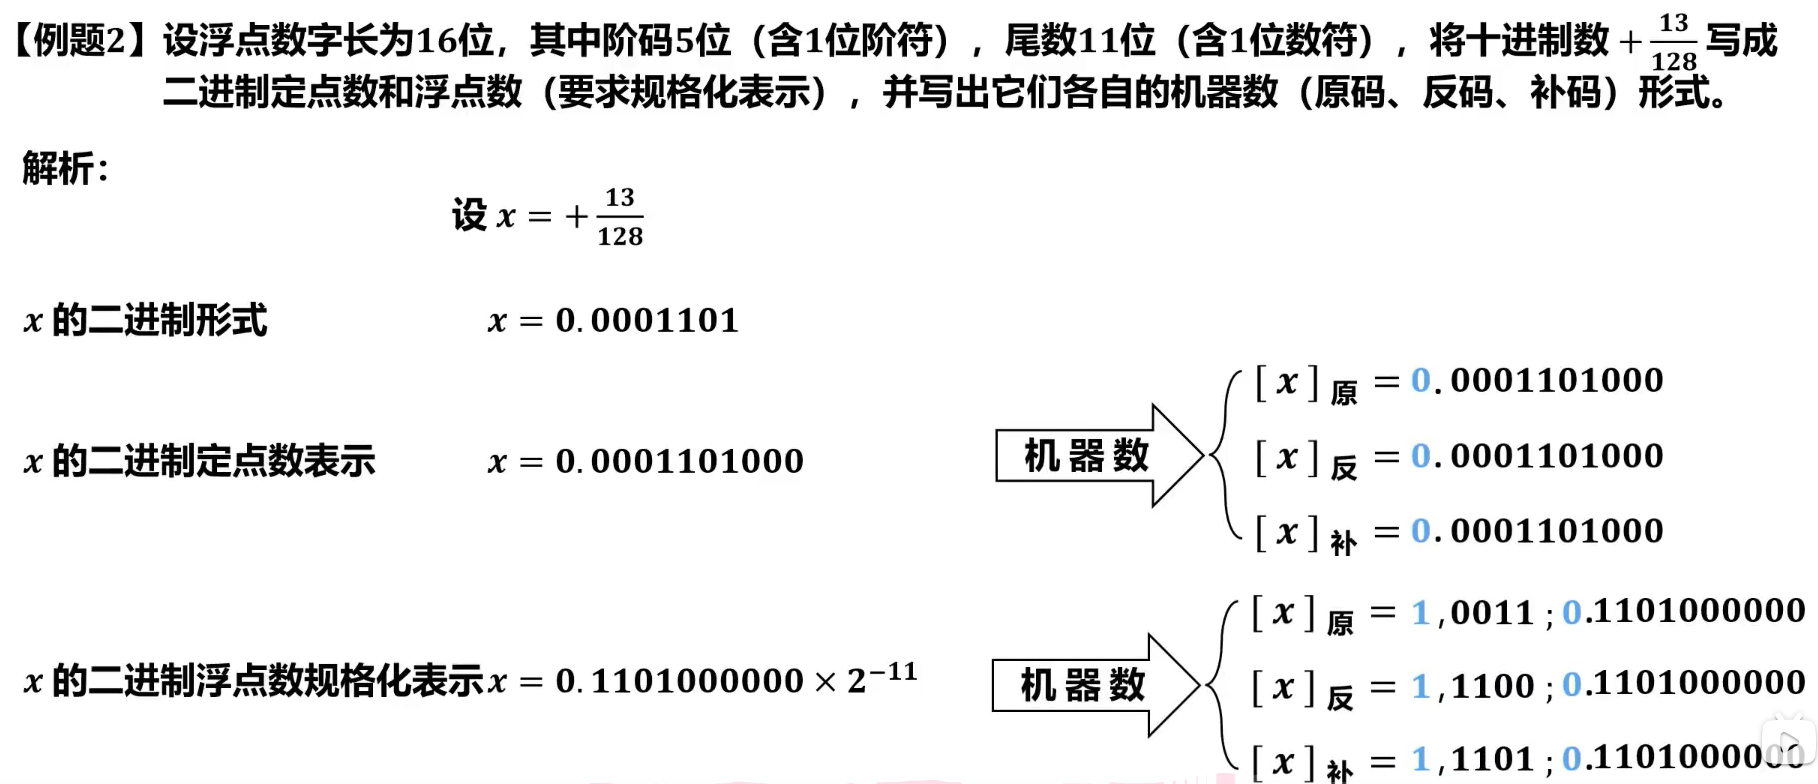 【例题2】设浮点数字长为16位，其中阶码5位（含1位阶符），尾数11位（含1位数符），将十进制数 + 13/128 写成
二进制定点数和浮点数（要求规格化表示），并写出它们各自的机器数（原码、反码、补码）形式。
解析：
设 x = + 13/128
x 的二进制形式 x = 0.0001101
x 的二进制定点数表示 x = 0.0001101000
机器数
[ x ]原 = 0.0001101000
[ x ]反 = 0.0001101000
[ x ]补 = 0.0001101000
x 的二进制浮点数规格化表示 x = 0.1101000000 × 2⁻¹¹
机器数
[ x ]原 = 1,0011 ; 0.1101000000
[ x ]反 = 1,1100 ; 0.1101000000
[ x ]补 = 1,1101 ; 0.1101000000